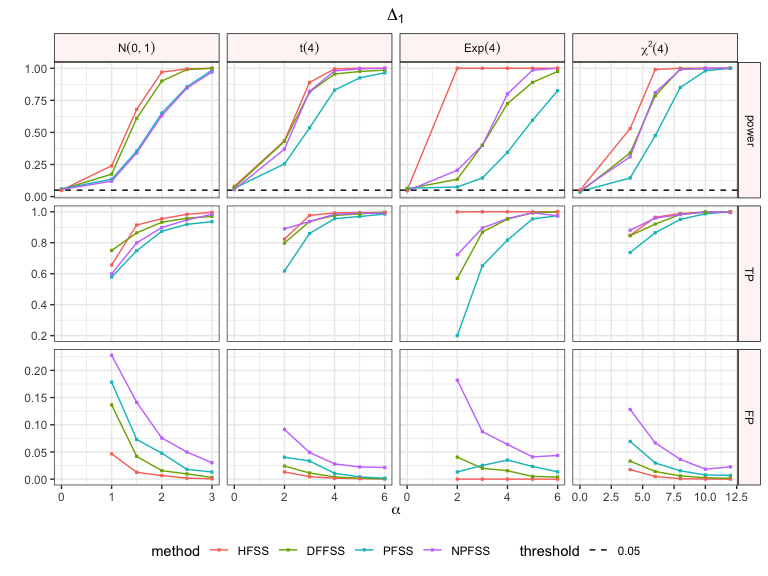 Δ1
N(0, 1) t(4) Exp(4) χ²(4)
1.00
0.75
0.50
0.25
0.00
power
1.0
0.8
0.6
0.4
0.2
TP
0.20
0.15
0.10
0.05
0.00
FP
0 1 2 3 0 2 4 6 0 2 4 6 0.0 2.5 5.0 7.5 10.0 12.5
α
method HFSS DFFSS PFSS NPFSS threshold 0.05